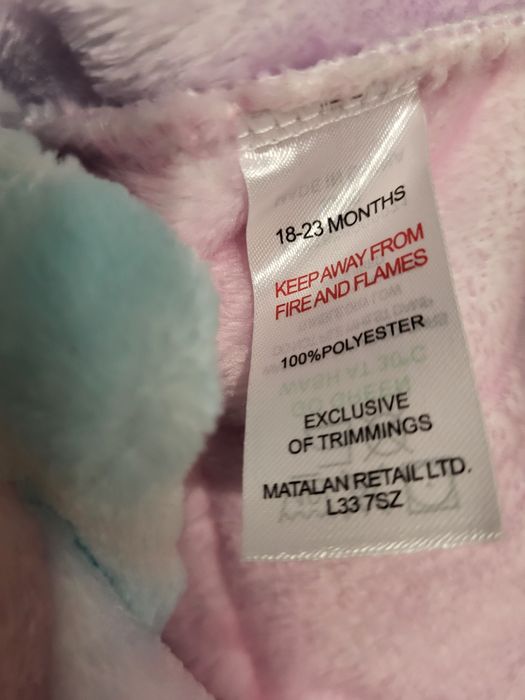 18-23 MONTHS
KEEP AWAY FROM
FIRE AND FLAMES
100%POLYESTER
EXCLUSIVE
OF TRIMMINGS
MATALAN RETAIL LTD.
L33 7SZ